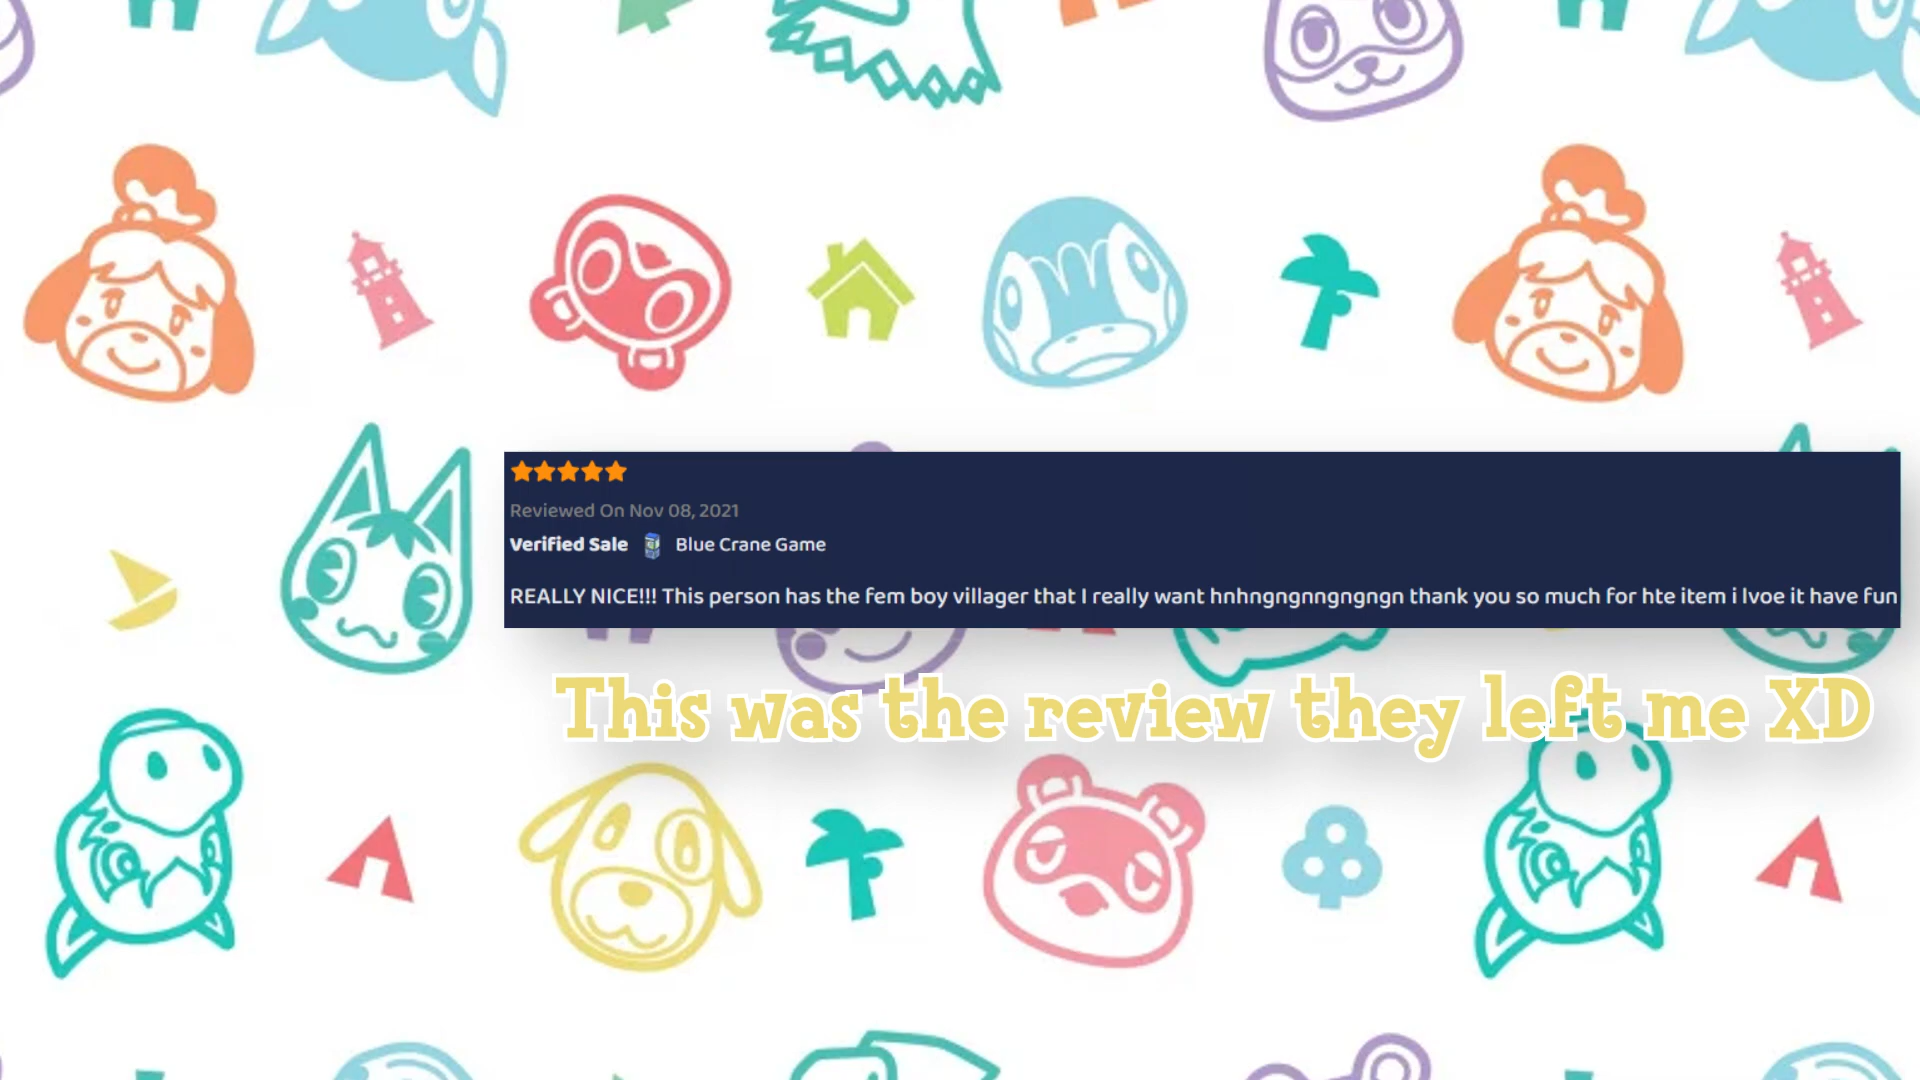 Reviewed On Nov 08, 2021
Verified Sale Blue Crane Game
REALLY NICE!!! This person has the fem boy villager that I really want hnhngngnngngngn thank you so much for hte item i lvoe it have fun
This was the review they left me XD